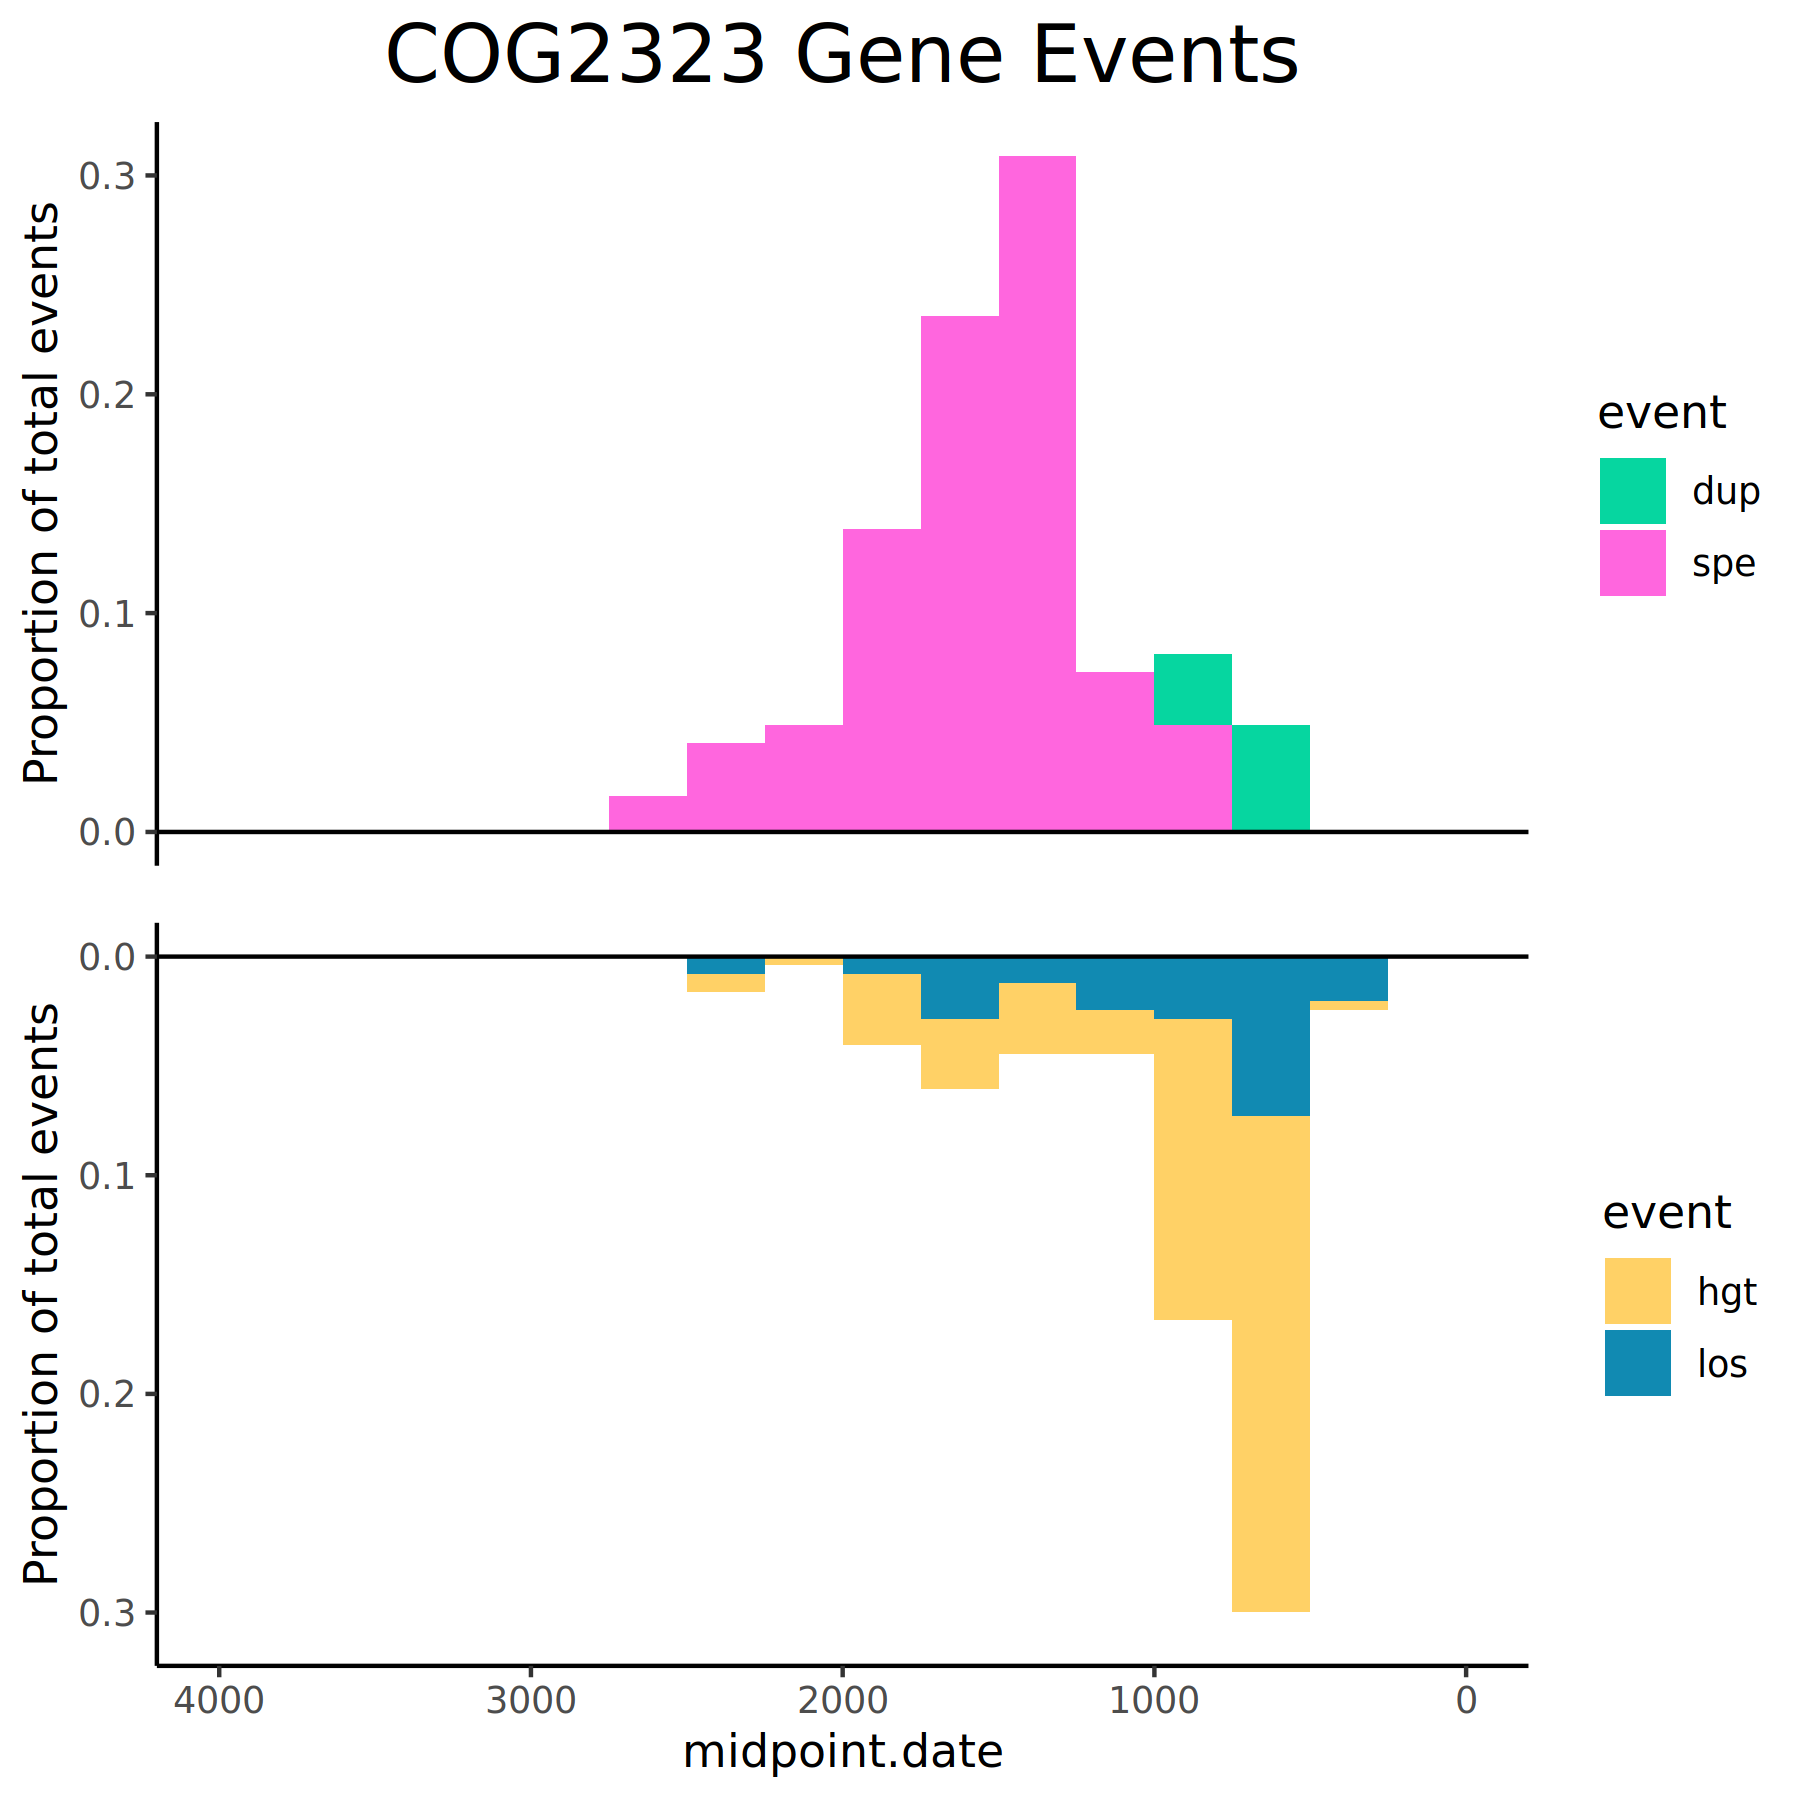 COG2323 Gene Events
Proportion of total events
0.3
0.2
0.1
0.0
event
dup
spe
Proportion of total events
0.0
0.1
0.2
0.3
event
hgt
los
4000 3000 2000 1000 0
midpoint.date